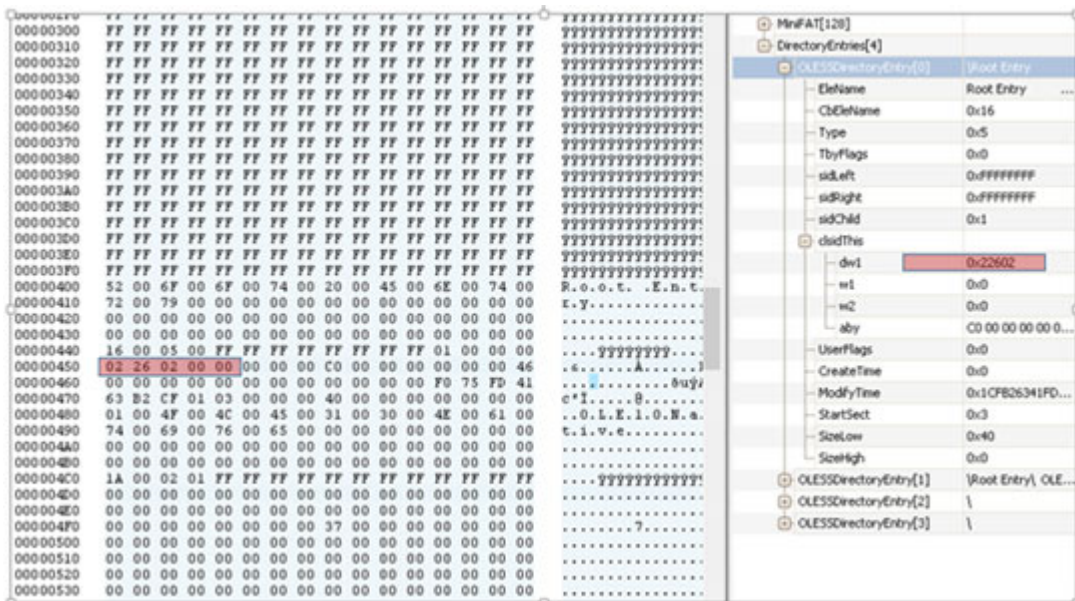 00000300 FF FF FF FF FF FF FF FF FF FF FF FF FF FF FF FF ÿÿÿÿÿÿÿÿÿÿÿÿÿÿÿÿ
00000310 FF FF FF FF FF FF FF FF FF FF FF FF FF FF FF FF ÿÿÿÿÿÿÿÿÿÿÿÿÿÿÿÿ
00000320 FF FF FF FF FF FF FF FF FF FF FF FF FF FF FF FF ÿÿÿÿÿÿÿÿÿÿÿÿÿÿÿÿ
00000330 FF FF FF FF FF FF FF FF FF FF FF FF FF FF FF FF ÿÿÿÿÿÿÿÿÿÿÿÿÿÿÿÿ
00000340 FF FF FF FF FF FF FF FF FF FF FF FF FF FF FF FF ÿÿÿÿÿÿÿÿÿÿÿÿÿÿÿÿ
00000350 FF FF FF FF FF FF FF FF FF FF FF FF FF FF FF FF ÿÿÿÿÿÿÿÿÿÿÿÿÿÿÿÿ
00000360 FF FF FF FF FF FF FF FF FF FF FF FF FF FF FF FF ÿÿÿÿÿÿÿÿÿÿÿÿÿÿÿÿ
00000370 FF FF FF FF FF FF FF FF FF FF FF FF FF FF FF FF ÿÿÿÿÿÿÿÿÿÿÿÿÿÿÿÿ
00000380 FF FF FF FF FF FF FF FF FF FF FF FF FF FF FF FF ÿÿÿÿÿÿÿÿÿÿÿÿÿÿÿÿ
00000390 FF FF FF FF FF FF FF FF FF FF FF FF FF FF FF FF ÿÿÿÿÿÿÿÿÿÿÿÿÿÿÿÿ
000003A0 FF FF FF FF FF FF FF FF FF FF FF FF FF FF FF FF ÿÿÿÿÿÿÿÿÿÿÿÿÿÿÿÿ
000003B0 FF FF FF FF FF FF FF FF FF FF FF FF FF FF FF FF ÿÿÿÿÿÿÿÿÿÿÿÿÿÿÿÿ
000003C0 FF FF FF FF FF FF FF FF FF FF FF FF FF FF FF FF ÿÿÿÿÿÿÿÿÿÿÿÿÿÿÿÿ
000003D0 FF FF FF FF FF FF FF FF FF FF FF FF FF FF FF FF ÿÿÿÿÿÿÿÿÿÿÿÿÿÿÿÿ
000003E0 FF FF FF FF FF FF FF FF FF FF FF FF FF FF FF FF ÿÿÿÿÿÿÿÿÿÿÿÿÿÿÿÿ
000003F0 FF FF FF FF FF FF FF FF FF FF FF FF FF FF FF FF ÿÿÿÿÿÿÿÿÿÿÿÿÿÿÿÿ
00000400 52 00 6F 00 6F 00 74 00 20 00 45 00 6E 00 74 00 R.o.o.t. .E.n.t.
00000410 72 00 79 00 00 00 00 00 00 00 00 00 00 00 00 00 r.y.............
00000420 00 00 00 00 00 00 00 00 00 00 00 00 00 00 00 00 ................
00000430 00 00 00 00 00 00 00 00 00 00 00 00 00 00 00 00 ................
00000440 16 00 05 00 FF FF FF FF FF FF FF FF 01 00 00 00 ....ÿÿÿÿÿÿÿÿ....
00000450 02 26 02 00 00 00 00 00 C0 00 00 00 00 00 00 46
00000460 00 00 00 00 00 00 00 00 00 00 00 00 F0 75 FD 41 ............ðuýA
00000470 63 B2 CF 01 03 00 00 00 40 00 00 00 00 00 00 00 c²Ï.....@.......
00000480 01 00 4F 00 4C 00 45 00 31 00 30 00 4E 00 61 00 ..O.L.E.1.0.N.a.
00000490 74 00 69 00 76 00 65 00 00 00 00 00 00 00 00 00 t.i.v.e.........
000004A0 00 00 00 00 00 00 00 00 00 00 00 00 00 00 00 00 ................
000004B0 00 00 00 00 00 00 00 00 00 00 00 00 00 00 00 00 ................
000004C0 1A 00 02 01 FF FF FF FF FF FF FF FF FF FF FF FF ....ÿÿÿÿÿÿÿÿÿÿÿÿ
000004D0 00 00 00 00 00 00 00 00 00 00 00 00 00 00 00 00 ................
000004E0 00 00 00 00 00 00 00 00 00 00 00 00 00 00 00 00 ................
000004F0 00 00 00 00 00 00 00 00 37 00 00 00 00 00 00 00 ........7.......
00000500 00 00 00 00 00 00 00 00 00 00 00 00 00 00 00 00 ................
00000510 00 00 00 00 00 00 00 00 00 00 00 00 00 00 00 00 ................
00000520 00 00 00 00 00 00 00 00 00 00 00 00 00 00 00 00 ................
00000530 00 00 00 00 00 00 00 00 00 00 00 00 00 00 00 00 ................
MiniFAT[128]
DirectoryEntries[4]
OLESSDirectoryEntry[0] \Root Entry
EleName Root Entry ...
CbEleName 0x16
Type 0x5
TbyFlags 0x0
sidLeft 0xFFFFFFFF
sidRight 0xFFFFFFFF
sidChild 0x1
clsidThis
dw1 0x22602
w1 0x0
w2 0x0
aby C0 00 00 00 00 0...
UserFlags 0x0
CreateTime 0x0
ModifyTime 0x1CFB26341FD...
StartSect 0x3
SizeLow 0x40
SizeHigh 0x0
OLESSDirectoryEntry[1] \Root Entry\ OLE...
OLESSDirectoryEntry[2] \
OLESSDirectoryEntry[3] \